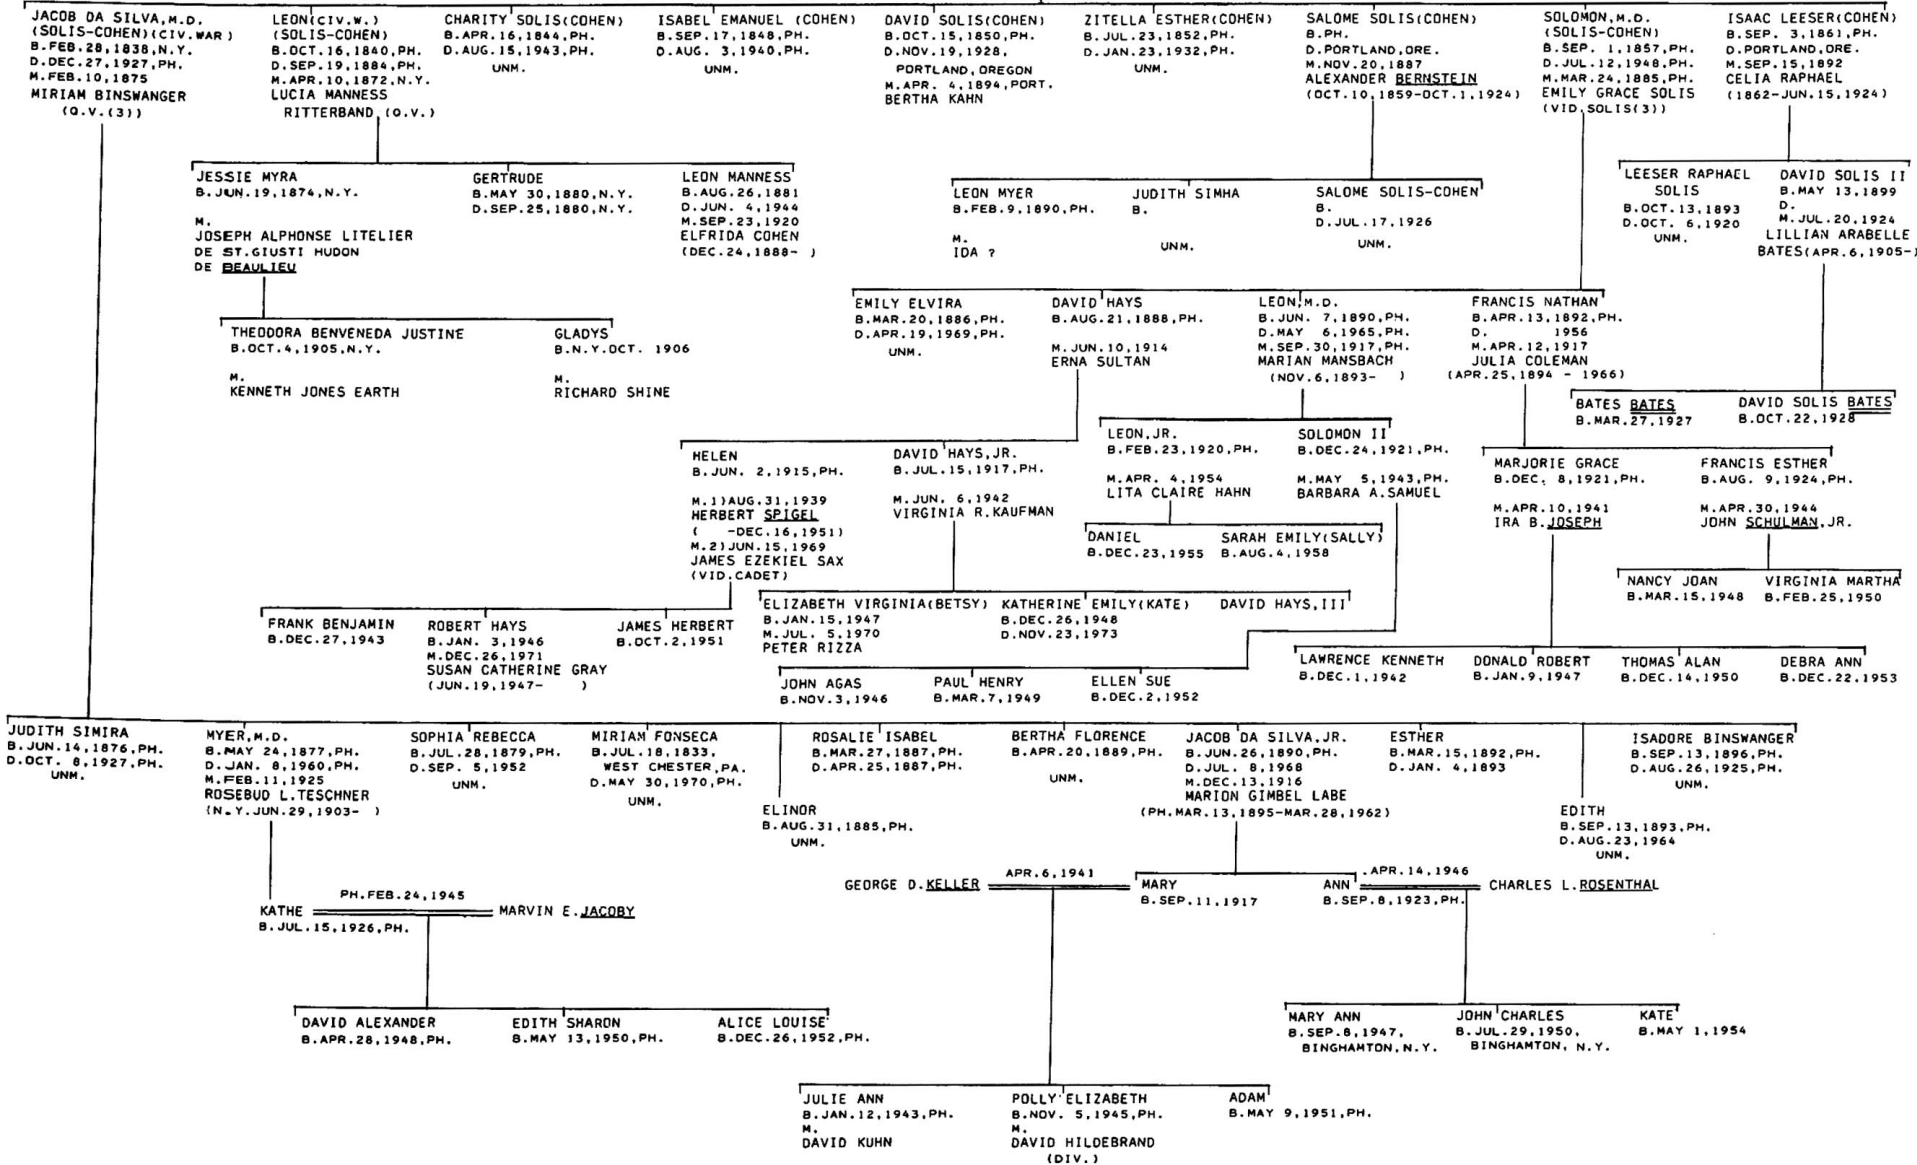 JACOB DA SILVA,M.D.
(SOLIS-COHEN)(CIV.WAR)
B.FEB.28,1838,N.Y.
D.DEC.27,1927,PH.
M.FEB.10,1875
MIRIAM BINSWANGER
(Q.V.(3))
LEON(CIV.W.)
(SOLIS-COHEN)
B.OCT.16,1840,PH.
D.SEP.19,1884,PH.
M.APR.10,1872,N.Y.
LUCIA MANNESS
RITTERBAND (Q.V.)
CHARITY SOLIS(COHEN)
B.APR.16,1844,PH.
D.AUG.15,1943,PH.
UNM.
ISABEL EMANUEL (COHEN)
B.SEP.17,1848,PH.
D.AUG. 3,1940,PH.
UNM.
DAVID SOLIS(COHEN)
B.OCT.15,1850,PH.
D.NOV.19,1928,
PORTLAND,OREGON
M.APR. 4,1894,PORT.
BERTHA KAHN
ZITELLA ESTHER(COHEN)
B.JUL.23,1852,PH.
D.JAN.23,1932,PH.
UNM.
SALOME SOLIS(COHEN)
B.PH.
D.PORTLAND,ORE.
M.NOV.20,1887
ALEXANDER BERNSTEIN
(OCT.10,1859-OCT.1,1924)
SOLOMON,M.D.
(SOLIS-COHEN)
B.SEP. 1,1857,PH.
D.JUL.12,1948,PH.
M.MAR.24,1885,PH.
EMILY GRACE SOLIS
(VID.SOLIS(3))
ISAAC LEESER(COHEN)
B.SEP. 3,1861,PH.
D.PORTLAND,ORE.
M.SEP.15,1892
CELIA RAPHAEL
(1862-JUN.15,1924)
JESSIE MYRA
B.JUN.19,1874,N.Y.
M.
JOSEPH ALPHONSE LITELIER
DE ST.GIUSTI HUDON
DE BEAULIEU
GERTRUDE
B.MAY 30,1880,N.Y.
D.SEP.25,1880,N.Y.
LEON MANNESS
B.AUG.26,1881
D.JUN. 4,1944
M.SEP.23,1920
ELFRIDA COHEN
(DEC.24,1888- )
LEON MYER
B.FEB.9,1890,PH.
M.
IDA ?
JUDITH SIMHA
B.
UNM.
SALOME SOLIS-COHEN
B.
D.JUL.17,1926
UNM.
LEESER RAPHAEL
SOLIS
B.OCT.13,1893
D.OCT. 6,1920
UNM.
DAVID SOLIS II
B.MAY 13,1899
D.
M.JUL.20,1924
LILLIAN ARABELLE
BATES(APR.6,1905-)
THEODORA BENVENEDA JUSTINE
B.OCT.4,1905,N.Y.
M.
KENNETH JONES EARTH
GLADYS
B.N.Y.OCT. 1906
M.
RICHARD SHINE
EMILY ELVIRA
B.MAR.20,1886,PH.
D.APR.19,1969,PH.
UNM.
DAVID HAYS
B.AUG.21,1888,PH.
M.JUN.10,1914
ERNA SULTAN
LEON,M.D.
B.JUN. 7,1890,PH.
D.MAY 6,1965,PH.
M.SEP.30,1917,PH.
MARIAN MANSBACH
(NOV.6,1893- )
FRANCIS NATHAN
B.APR.13,1892,PH.
D. 1956
M.APR.12,1917
JULIA COLEMAN
(APR.25,1894 - 1966)
BATES BATES
B.MAR.27,1927
DAVID SOLIS BATES
B.OCT.22,1928
HELEN
B.JUN. 2,1915,PH.
M.1)AUG.31,1939
HERBERT SPIGEL
( -DEC.16,1951)
M.2)JUN.15,1969
JAMES EZEKIEL SAX
(VID.CADET)
DAVID HAYS,JR.
B.JUL.15,1917,PH.
M.JUN. 6,1942
VIRGINIA R.KAUFMAN
LEON,JR.
B.FEB.23,1920,PH.
M.APR. 4,1954
LITA CLAIRE HAHN
SOLOMON II
B.DEC.24,1921,PH.
M.MAY 5,1943,PH.
BARBARA A.SAMUEL
MARJORIE GRACE
B.DEC. 8,1921,PH.
M.APR.10,1941
IRA B.JOSEPH
FRANCIS ESTHER
B.AUG. 9,1924,PH.
M.APR.30,1944
JOHN SCHULMAN,JR.
DANIEL
B.DEC.23,1955
SARAH EMILY(SALLY)
B.AUG.4,1958
NANCY JOAN
B.MAR.15,1948
VIRGINIA MARTHA
B.FEB.25,1950
FRANK BENJAMIN
B.DEC.27,1943
ROBERT HAYS
B.JAN. 3,1946
M.DEC.26,1971
SUSAN CATHERINE GRAY
(JUN.19,1947- )
JAMES HERBERT
B.OCT.2,1951
ELIZABETH VIRGINIA(BETSY)
B.JAN.15,1947
M.JUL. 5,1970
PETER RIZZA
KATHERINE EMILY(KATE)
B.DEC.26,1948
D.NOV.23,1973
DAVID HAYS,III
JOHN AGAS
B.NOV.3,1946
PAUL HENRY
B.MAR.7,1949
ELLEN SUE
B.DEC.2,1952
LAWRENCE KENNETH
B.DEC.1,1942
DONALD ROBERT
B.JAN.9,1947
THOMAS ALAN
B.DEC.14,1950
DEBRA ANN
B.DEC.22,1953
JUDITH SIMIRA
B.JUN.14,1876,PH.
D.OCT. 8,1927,PH.
UNM.
MYER,M.D.
B.MAY 24,1877,PH.
D.JAN. 8,1960,PH.
M.FEB.11,1925
ROSEBUD L.TESCHNER
(N.Y.JUN.29,1903- )
SOPHIA REBECCA
B.JUL.28,1879,PH.
D.SEP. 5,1952
UNM.
MIRIAM FONSECA
B.JUL.18,1833,
WEST CHESTER,PA.
D.MAY 30,1970,PH.
UNM.
ELINOR
B.AUG.31,1885,PH.
UNM.
ROSALIE ISABEL
B.MAR.27,1887,PH.
D.APR.25,1887,PH.
BERTHA FLORENCE
B.APR.20,1889,PH.
UNM.
JACOB DA SILVA,JR.
B.JUN.26,1890,PH.
D.JUL. 8,1968
M.DEC.13,1916
MARION GIMBEL LABE
(PH.MAR.13,1895-MAR.28,1962)
ESTHER
B.MAR.15,1892,PH.
D.JAN. 4,1893
EDITH
B.SEP.13,1893,PH.
D.AUG.23,1964
UNM.
ISADORE BINSWANGER
B.SEP.13,1896,PH.
D.AUG.26,1925,PH.
UNM.
KATHE
B.JUL.15,1926,PH.
PH.FEB.24,1945
MARVIN E.JACOBY
GEORGE D.KELLER
APR.6,1941
MARY
B.SEP.11,1917
ANN
B.SEP.8,1923,PH.
APR.14,1946
CHARLES L.ROSENTHAL
DAVID ALEXANDER
B.APR.28,1948,PH.
EDITH SHARON
B.MAY 13,1950,PH.
ALICE LOUISE
B.DEC.26,1952,PH.
MARY ANN
B.SEP.8,1947,
BINGHAMTON,N.Y.
JOHN CHARLES
B.JUL.29,1950,
BINGHAMTON, N.Y.
KATE
B.MAY 1,1954
JULIE ANN
B.JAN.12,1943,PH.
M.
DAVID KUHN
POLLY ELIZABETH
B.NOV. 5,1945,PH.
M.
DAVID HILDEBRAND
(DIV.)
ADAM
B.MAY 9,1951,PH.